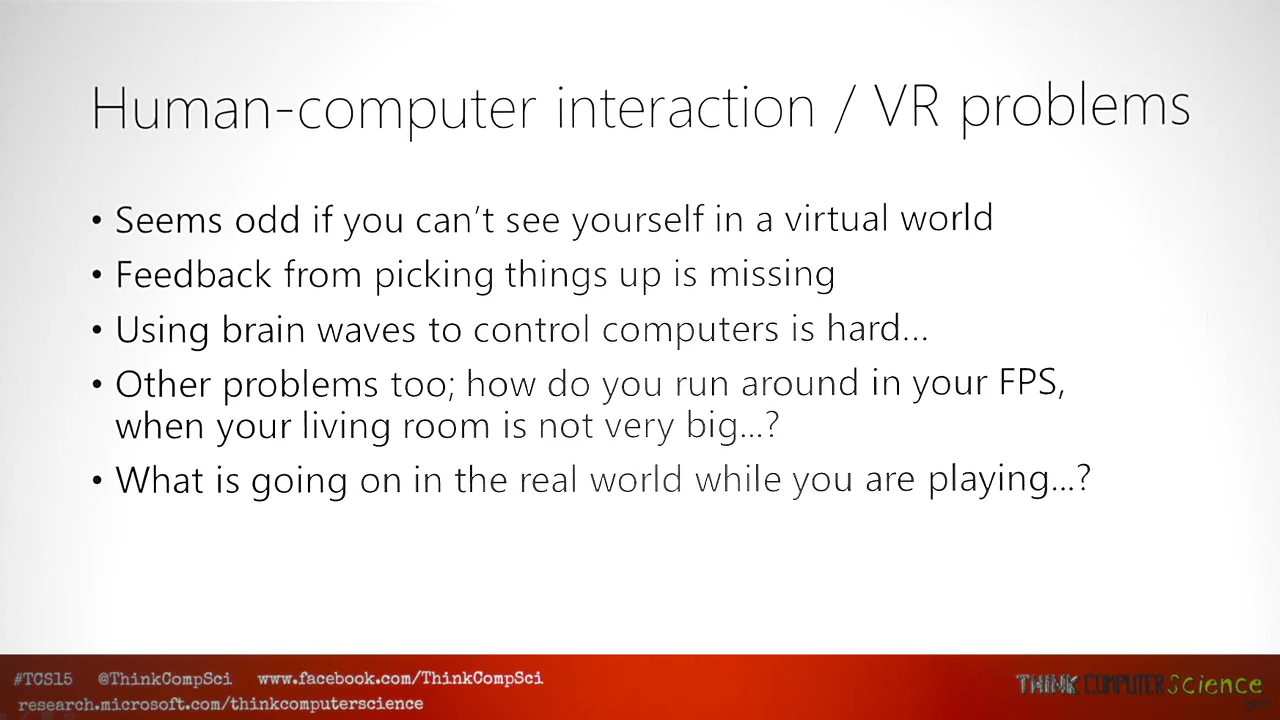 Human-computer interaction / VR problems
• Seems odd if you can't see yourself in a virtual world
• Feedback from picking things up is missing
• Using brain waves to control computers is hard...
• Other problems too; how do you run around in your FPS,
when your living room is not very big...?
• What is going on in the real world while you are playing...?
#TCS15 @ThinkCompSci www.facebook.com/ThinkCompSci
research.microsoft.com/thinkcomputerscience
THINK COMPUTER Science